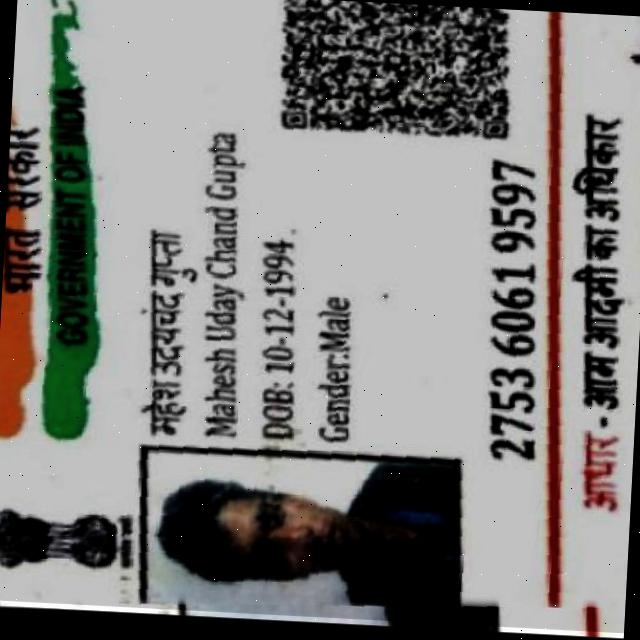 भारत सरकार
GOVERNMENT OF INDIA
महेश उदयचंद गुप्ता
Mahesh Uday Chand Gupta
DOB: 10-12-1994
Gender:Male
2753 6061 9597
आधार - आम आदमी का अधिकार